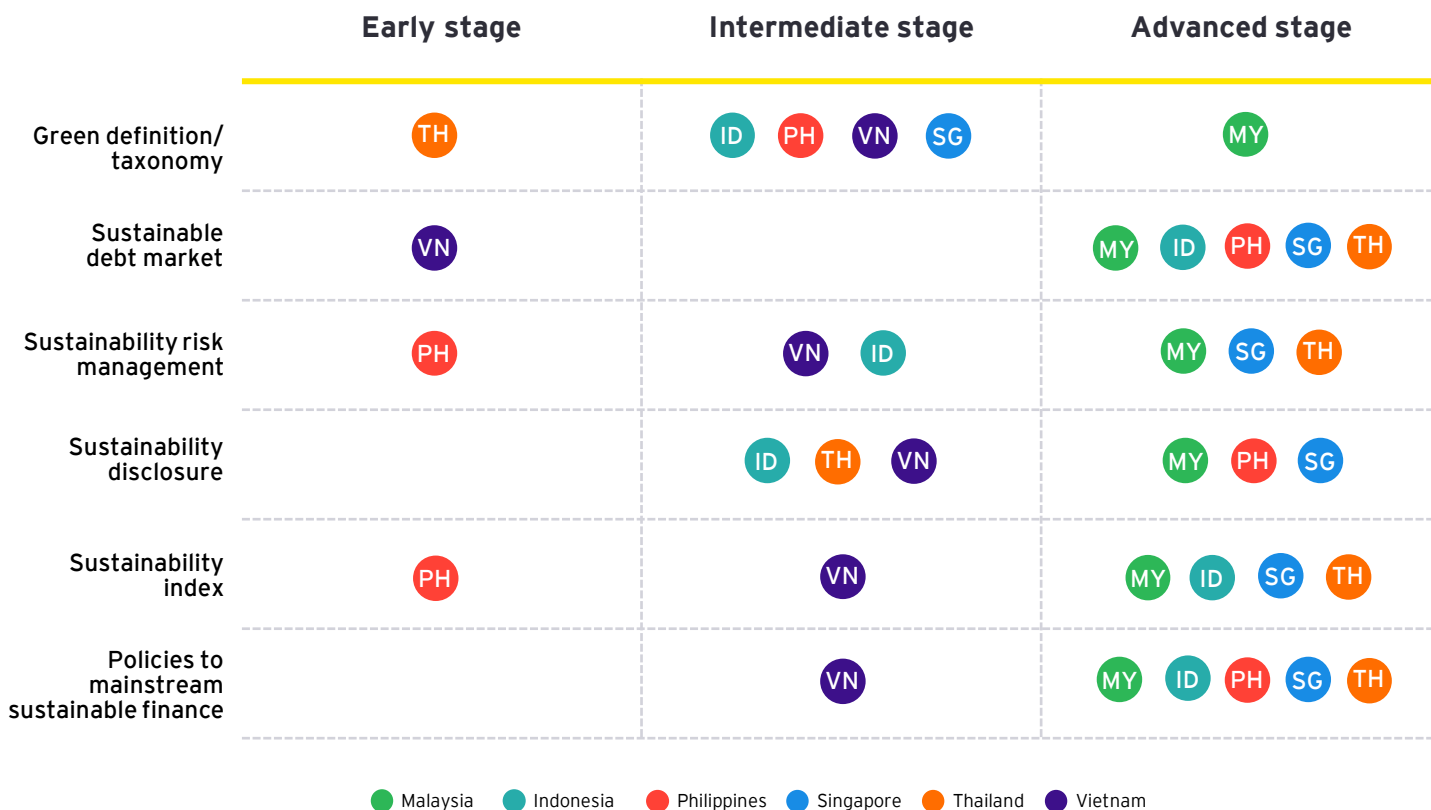 Early stage
Intermediate stage
Advanced stage
Green definition/
taxonomy
TH
ID
PH
VN
SG
MY
Sustainable
debt market
VN
MY
ID
PH
SG
TH
Sustainability risk
management
PH
VN
ID
MY
SG
TH
Sustainability
disclosure
ID
TH
VN
MY
PH
SG
Sustainability
index
PH
VN
MY
ID
SG
TH
Policies to
mainstream
sustainable finance
VN
MY
ID
PH
SG
TH
Malaysia
Indonesia
Philippines
Singapore
Thailand
Vietnam